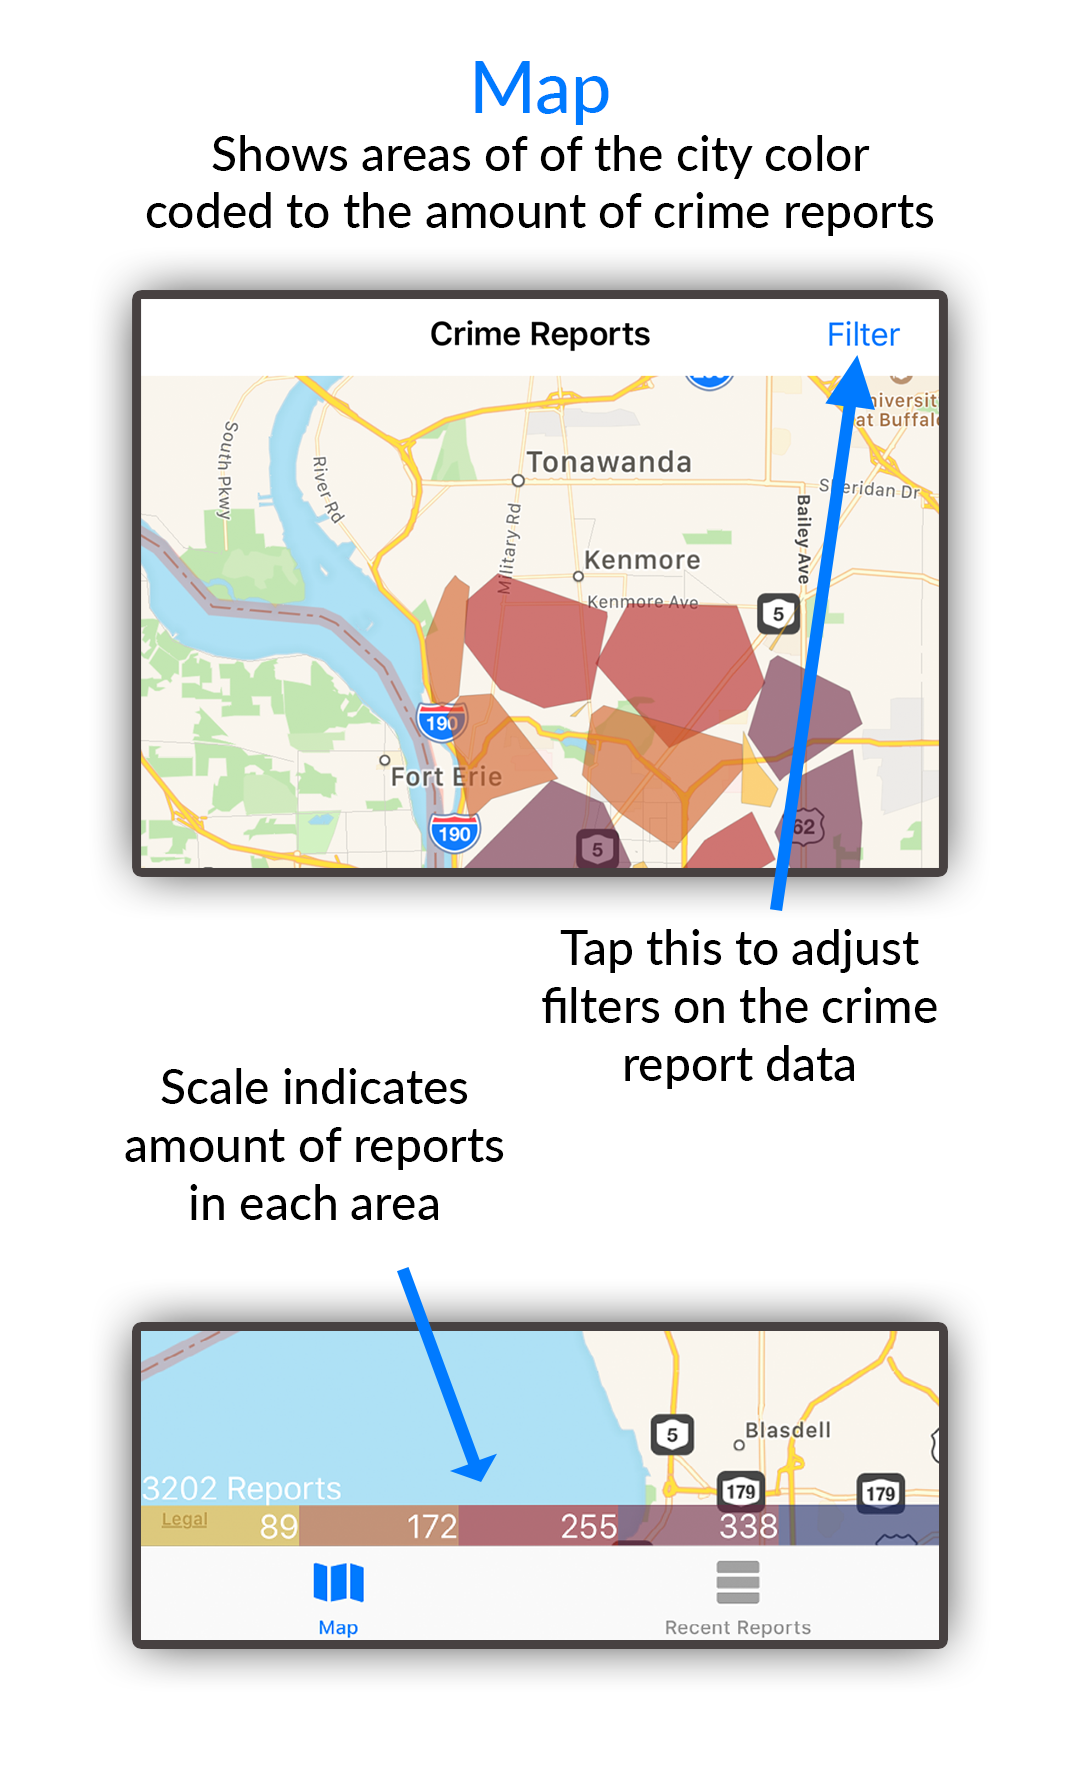 Map
Shows areas of of the city color
coded to the amount of crime reports
Crime Reports
Filter
at Buffalo
South Pkwy
River Rd
Tonawanda
Sheridan Dr
Military Rd
Bailey Ave
Kenmore
Kenmore Ave
5
190
Fort Erie
190
5
62
Tap this to adjust
filters on the crime
report data
Scale indicates
amount of reports
in each area
5
Blasdell
179
179
3202 Reports
Legal
89
172
255
338
Map
Recent Reports